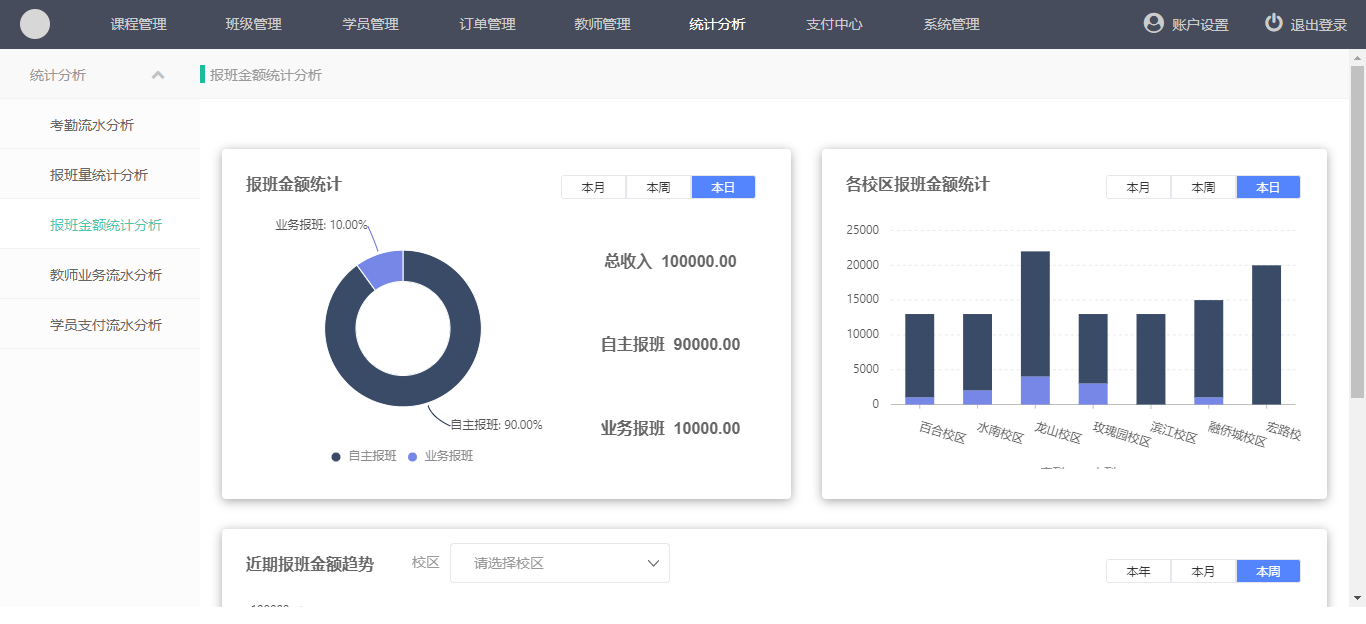 课程管理 班级管理 学员管理 订单管理 教师管理 统计分析 支付中心 系统管理 账户设置 退出登录
统计分析
考勤流水分析
报班量统计分析
报班金额统计分析
教师业务流水分析
学员支付流水分析
报班金额统计分析
报班金额统计
本月 本周 本日
业务报班: 10.00%
自主报班: 90.00%
自主报班 业务报班
总收入 100000.00
自主报班 90000.00
业务报班 10000.00
各校区报班金额统计
本月 本周 本日
25000
20000
15000
10000
5000
0
百合校区 水南校区 龙山校区 玫瑰园校区 滨江校区 融侨城校区 宏路校
近期报班金额趋势 校区 请选择校区
本年 本月 本周